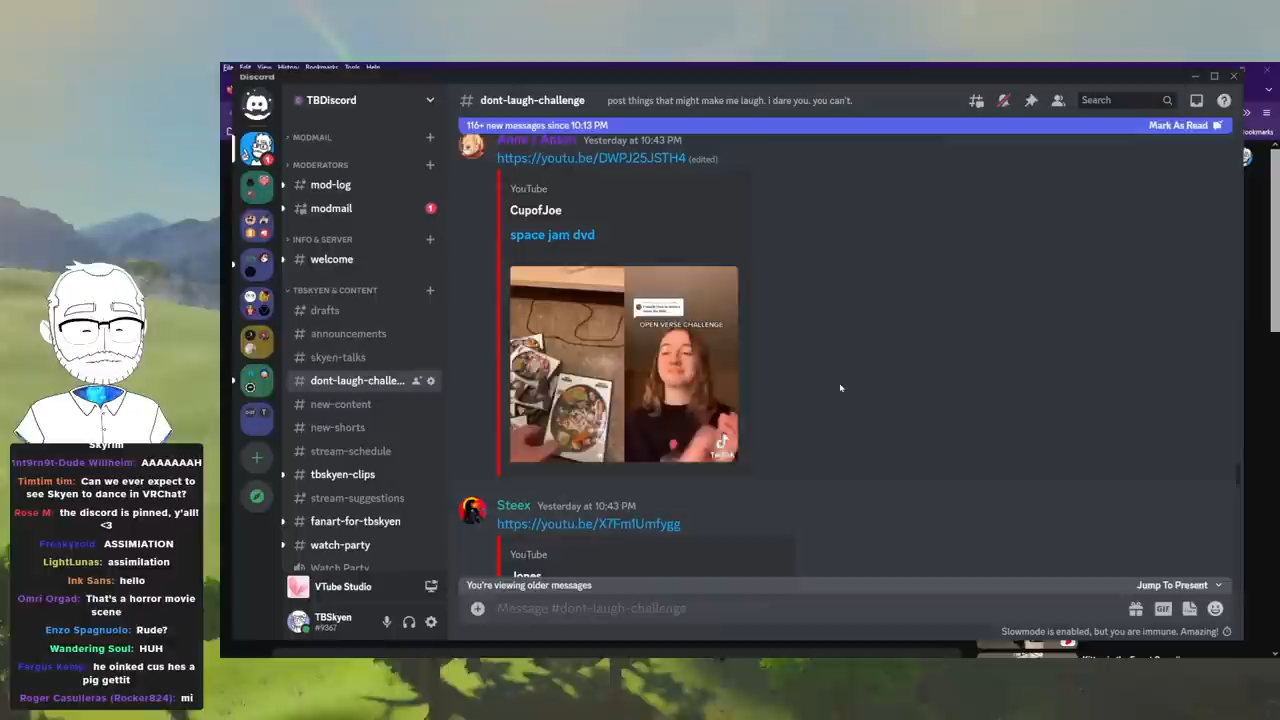 File Edit View History Bookmarks Tools Help
Discord
TBDiscord
MODMAIL
MODERATORS
mod-log
modmail
1
INFO & SERVER
welcome
TBSKYEN & CONTENT
drafts
announcements
skyen-talks
dont-laugh-challe...
new-content
new-shorts
stream-schedule
tbskyen-clips
stream-suggestions
fanart-for-tbskyen
watch-party
Watch Party
VTube Studio
TBSkyen
#9367
dont-laugh-challenge
post things that might make me laugh. i dare you. you can't.
Search
116+ new messages since 10:13 PM
Mark As Read
Yesterday at 10:43 PM
https://youtu.be/DWPJ25JSTH4 (edited)
YouTube
CupofJoe
space jam dvd
OPEN VERSE CHALLENGE
TikTok
Steex Yesterday at 10:43 PM
https://youtu.be/X7Fm1Umfygg
YouTube
Jones
You're viewing older messages
Jump To Present
Message #dont-laugh-challenge
GIF
Slowmode is enabled, but you are immune. Amazing!
Bookmarks
1
Skyrim
1nt9rn9t-Dude Willheim: AAAAAAAH
Timtim tim: Can we ever expect to
see Skyen to dance in VRChat?
Rose M: the discord is pinned, y'all!
<3
Freakyzoid ASSIMIATION
LightLunas: assimilation
Ink Sans: hello
Omri Orgad: That's a horror movie
scene
Enzo Spagnuolo: Rude?
Wandering Soul: HUH
Fergus Kemp: he oinked cus hes a
pig gettit
Roger Casulleras (Rocker824): mi